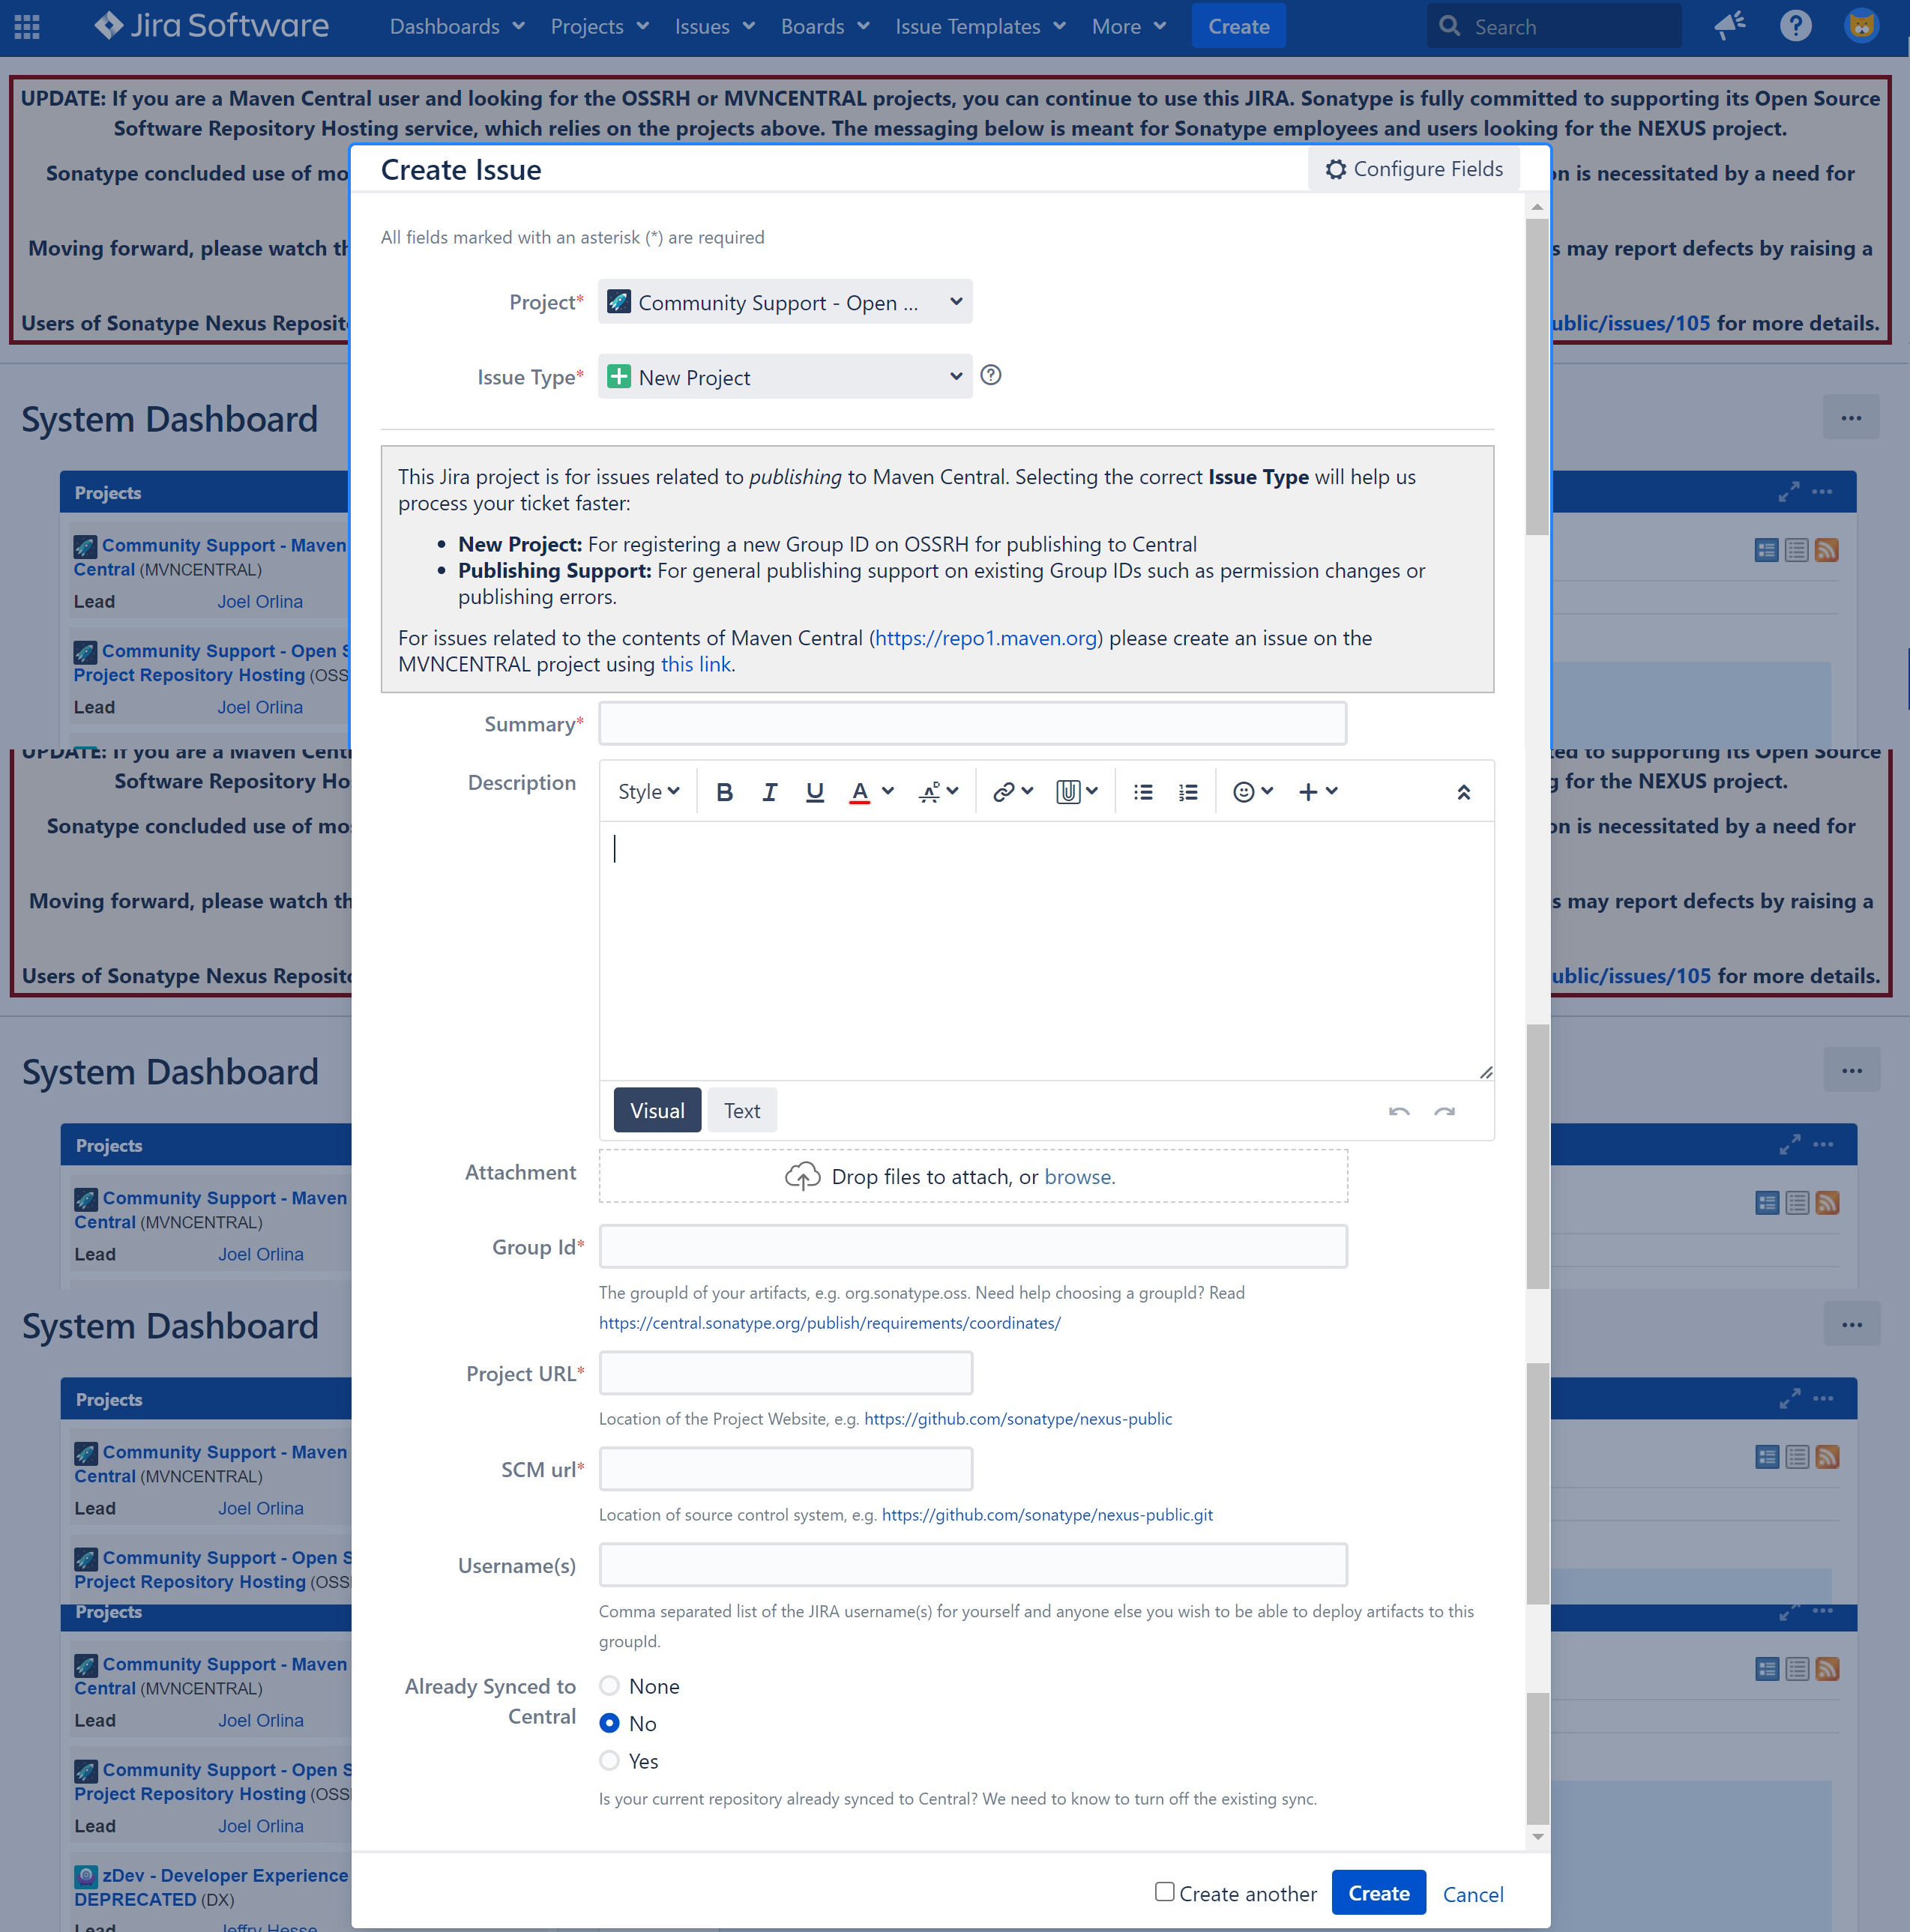 Jira Software
Dashboards
Projects
Issues
Boards
Issue Templates
More
Create
Search
UPDATE: If you are a Maven Central user and looking for the OSSRH or MVNCENTRAL projects, you can continue to use this JIRA. Sonatype is fully committed to supporting its Open Source
Software Repository Hosting service, which relies on the projects above. The messaging below is meant for Sonatype employees and users looking for the NEXUS project.
Sonatype concluded use of mo
on is necessitated by a need for
Moving forward, please watch th
s may report defects by raising a
Users of Sonatype Nexus Reposit
ublic/issues/105 for more details.
System Dashboard
Projects
Community Support - Maven
Central (MVNCENTRAL)
Lead Joel Orlina
Community Support - Open S
Project Repository Hosting (OSS
Lead Joel Orlina
Create Issue
Configure Fields
All fields marked with an asterisk (*) are required
Project*
Community Support - Open ...
Issue Type*
New Project
This Jira project is for issues related to publishing to Maven Central. Selecting the correct Issue Type will help us
process your ticket faster:
• New Project: For registering a new Group ID on OSSRH for publishing to Central
• Publishing Support: For general publishing support on existing Group IDs such as permission changes or
publishing errors.
For issues related to the contents of Maven Central (https://repo1.maven.org) please create an issue on the
MVNCENTRAL project using this link.
Summary*
Description
Style
B I U A
Visual
Text
Attachment
Drop files to attach, or browse.
Group Id*
The groupId of your artifacts, e.g. org.sonatype.oss. Need help choosing a groupId? Read
https://central.sonatype.org/publish/requirements/coordinates/
Project URL*
Location of the Project Website, e.g. https://github.com/sonatype/nexus-public
SCM url*
Location of source control system, e.g. https://github.com/sonatype/nexus-public.git
Username(s)
Comma separated list of the JIRA username(s) for yourself and anyone else you wish to be able to deploy artifacts to this
groupId.
Already Synced to
Central
None
No
Yes
Is your current repository already synced to Central? We need to know to turn off the existing sync.
Create another
Create
Cancel
UPDATE: If you are a Maven Cent
ed to supporting its Open Source
Software Repository Ho
g for the NEXUS project.
Sonatype concluded use of mo
on is necessitated by a need for
Moving forward, please watch th
s may report defects by raising a
Users of Sonatype Nexus Reposit
ublic/issues/105 for more details.
System Dashboard
Projects
Community Support - Maven
Central (MVNCENTRAL)
Lead Joel Orlina
System Dashboard
Projects
Community Support - Maven
Central (MVNCENTRAL)
Lead Joel Orlina
Community Support - Open S
Project Repository Hosting (OSS
Projects
Community Support - Maven
Central (MVNCENTRAL)
Lead Joel Orlina
Community Support - Open S
Project Repository Hosting (OSS
Lead Joel Orlina
zDev - Developer Experience
DEPRECATED (DX)
Lead Jeffry Hesse